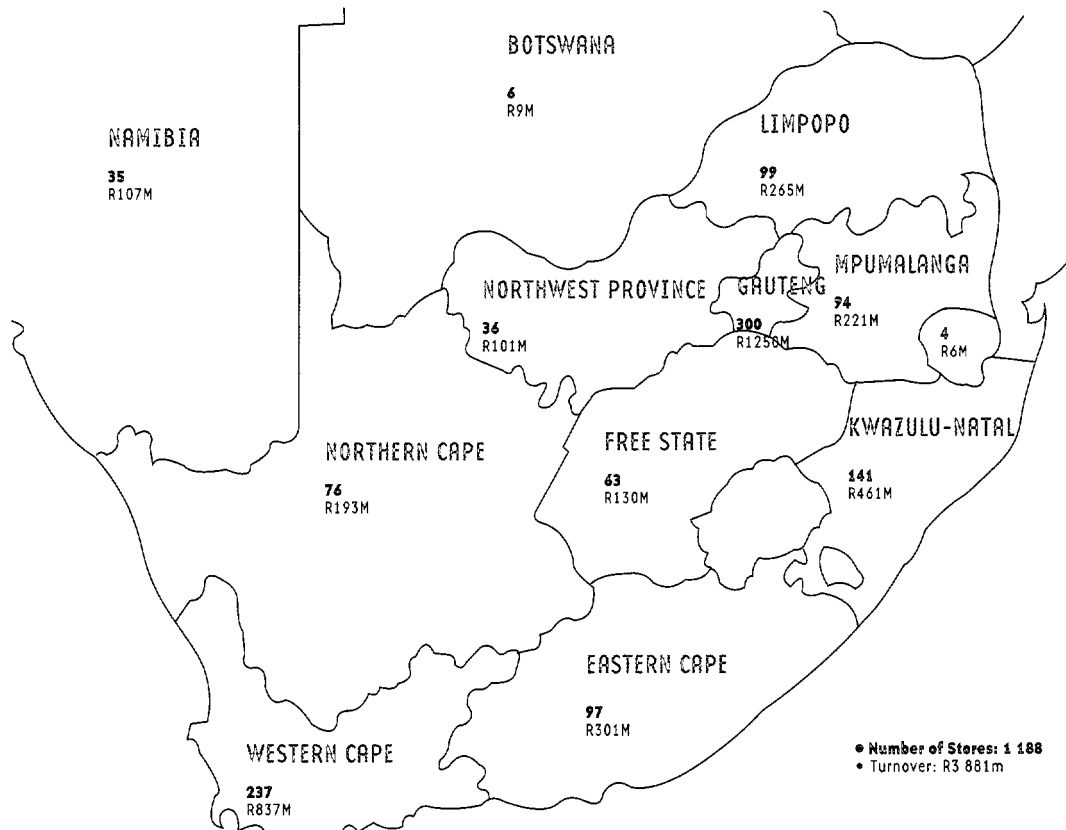 BOTSWANA
6
R9M
NAMIBIA
35
R107M
LIMPOPO
99
R265M
MPUMALANGA
94
R221M
NORTHWEST PROVINCE
36
R101M
GAUTENG
300
R1250M
4
R6M
KWAZULU-NATAL
141
R461M
FREE STATE
63
R130M
NORTHERN CAPE
76
R193M
EASTERN CAPE
97
R301M
WESTERN CAPE
237
R837M
• Number of Stores: 1 188
• Turnover: R3 881m